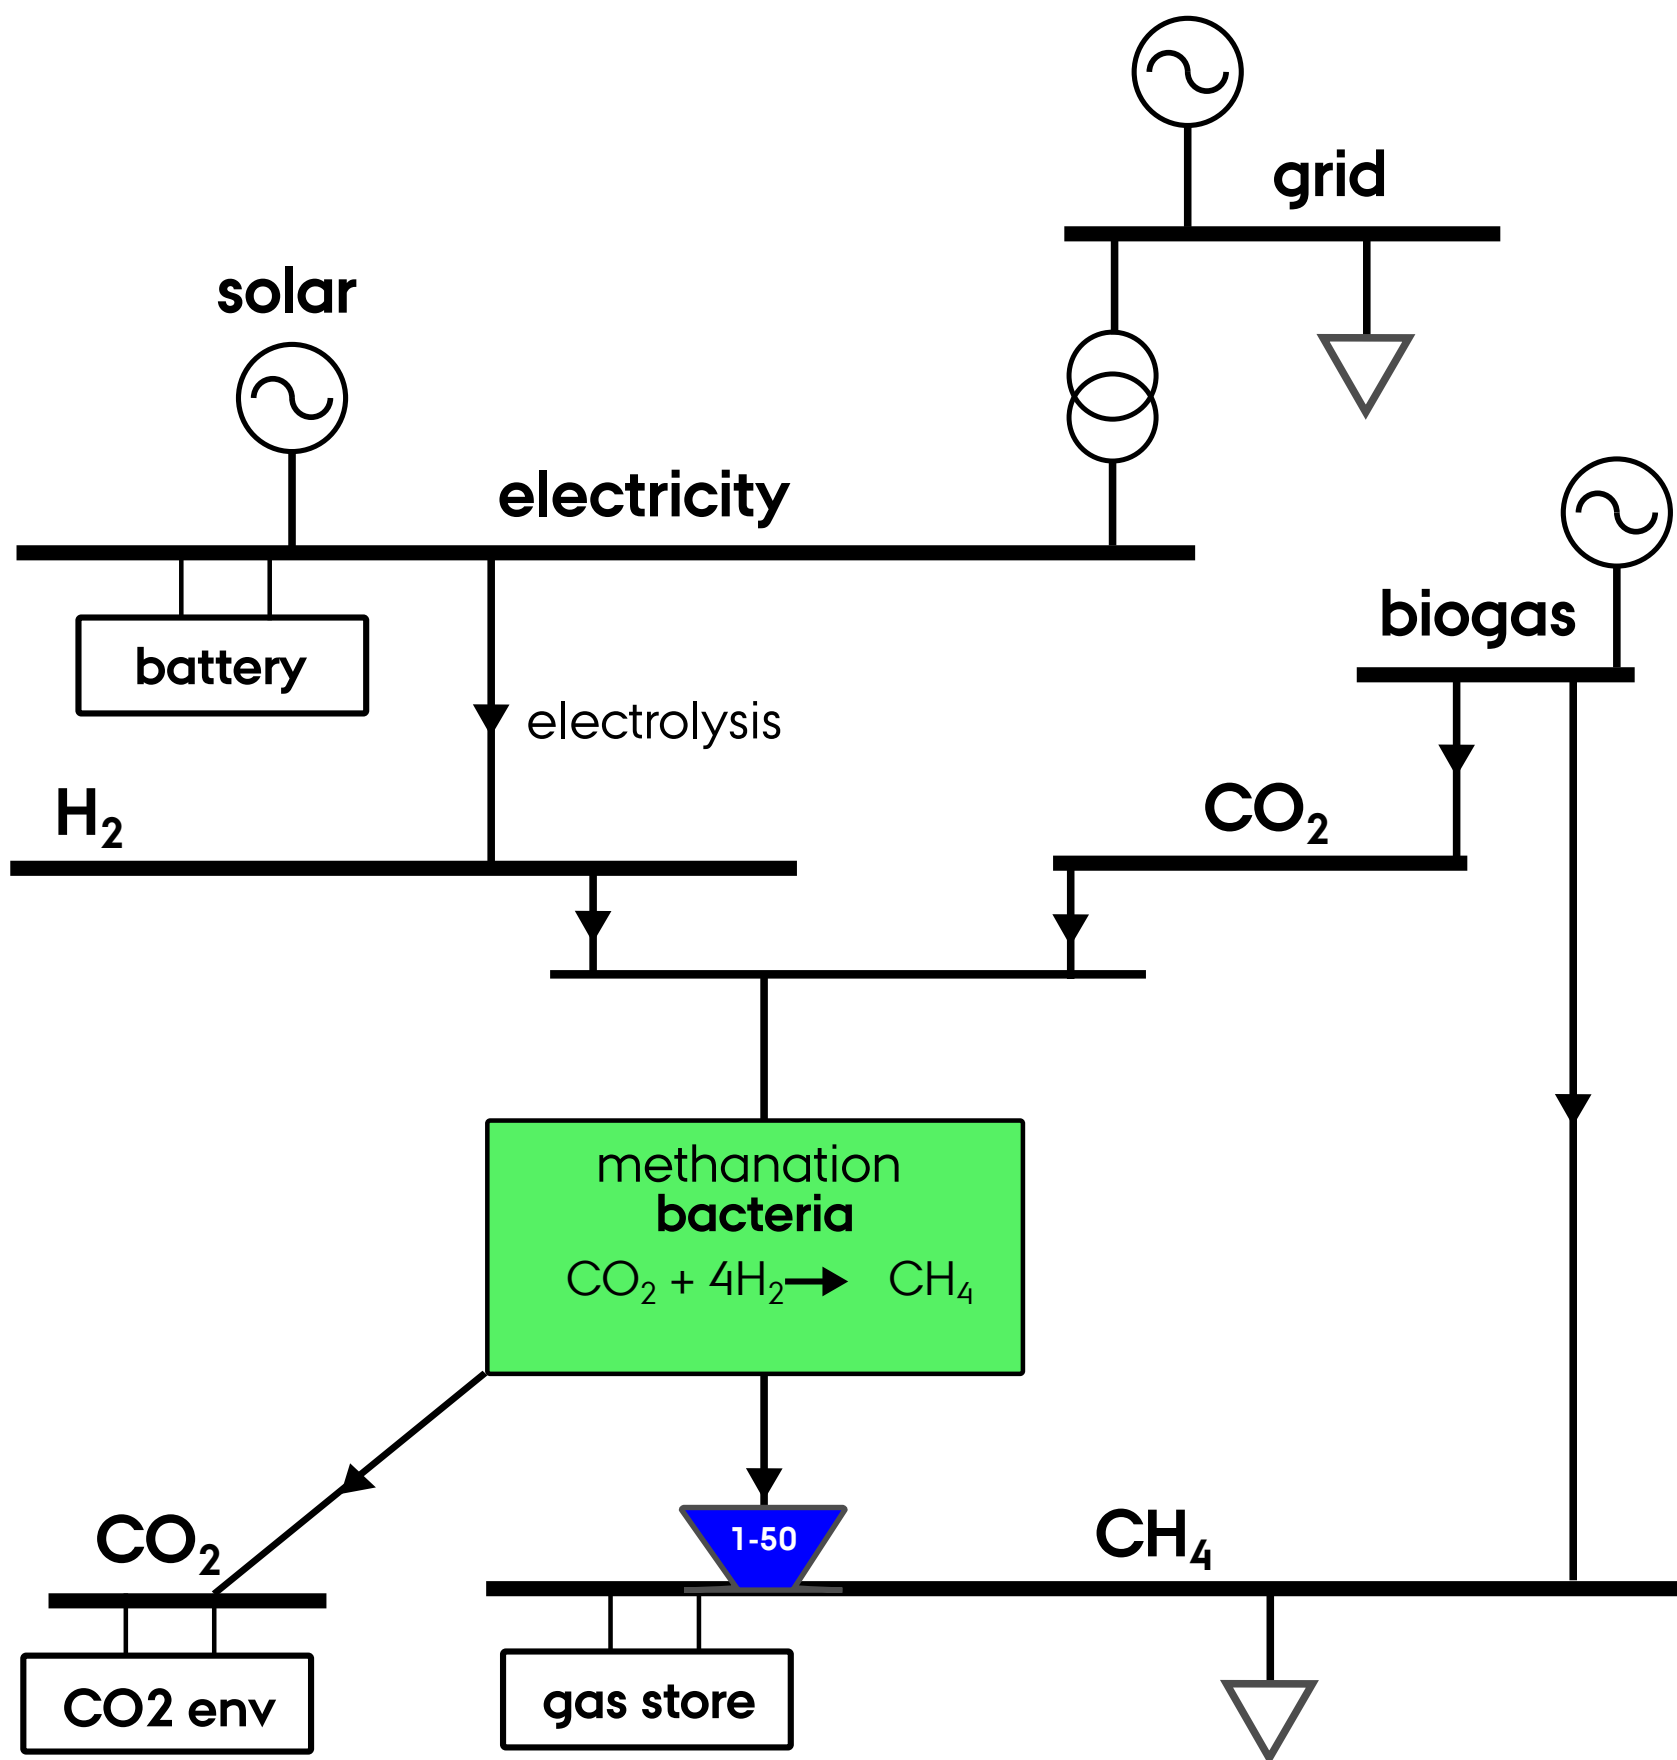 grid
solar
electricity
biogas
battery
electrolysis
H₂
CO₂
methanation
bacteria
CO₂ + 4H₂ → CH₄
1-50
CO₂
CH₄
CO2 env
gas store